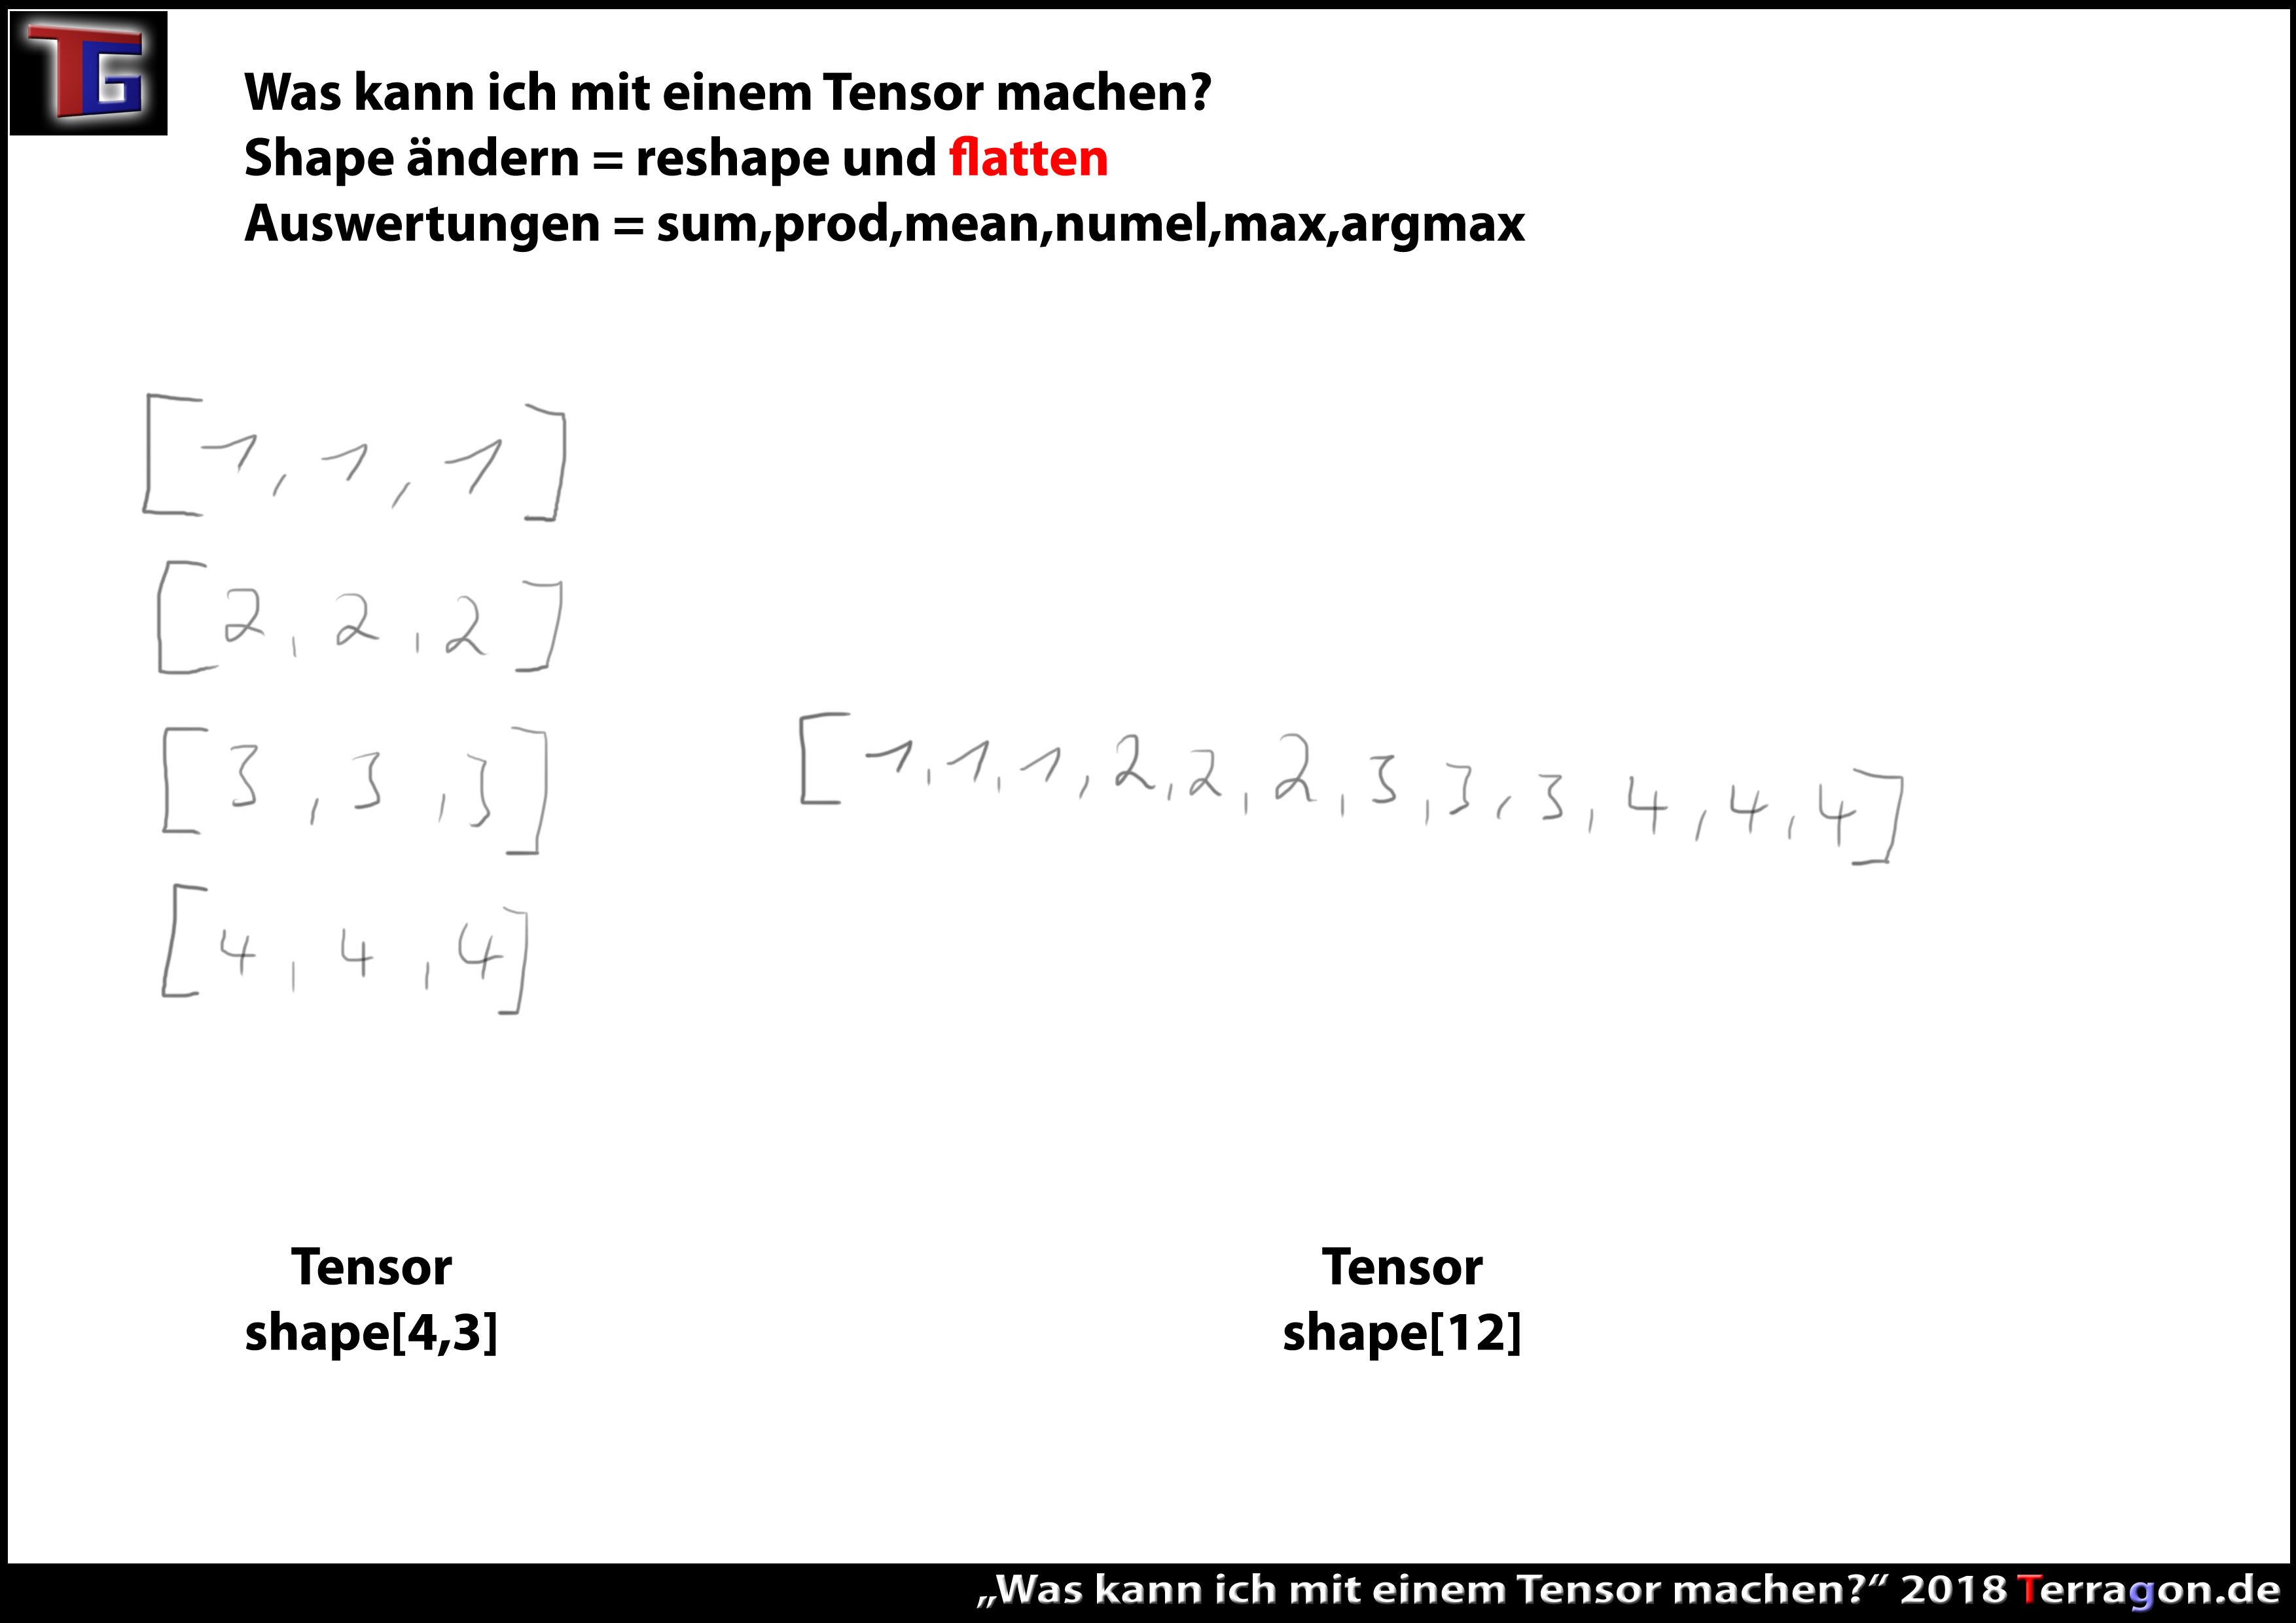 TG
Was kann ich mit einem Tensor machen?
Shape ändern = reshape und flatten
Auswertungen = sum,prod,mean,numel,max,argmax
[1,1,1]
[2,2,2]
[3,3,3]
[4,4,4]
[1,1,1,2,2,2,3,3,3,4,4,4]
Tensor
shape[4,3]
Tensor
shape[12]
„Was kann ich mit einem Tensor machen?“ 2018 Terragon.de